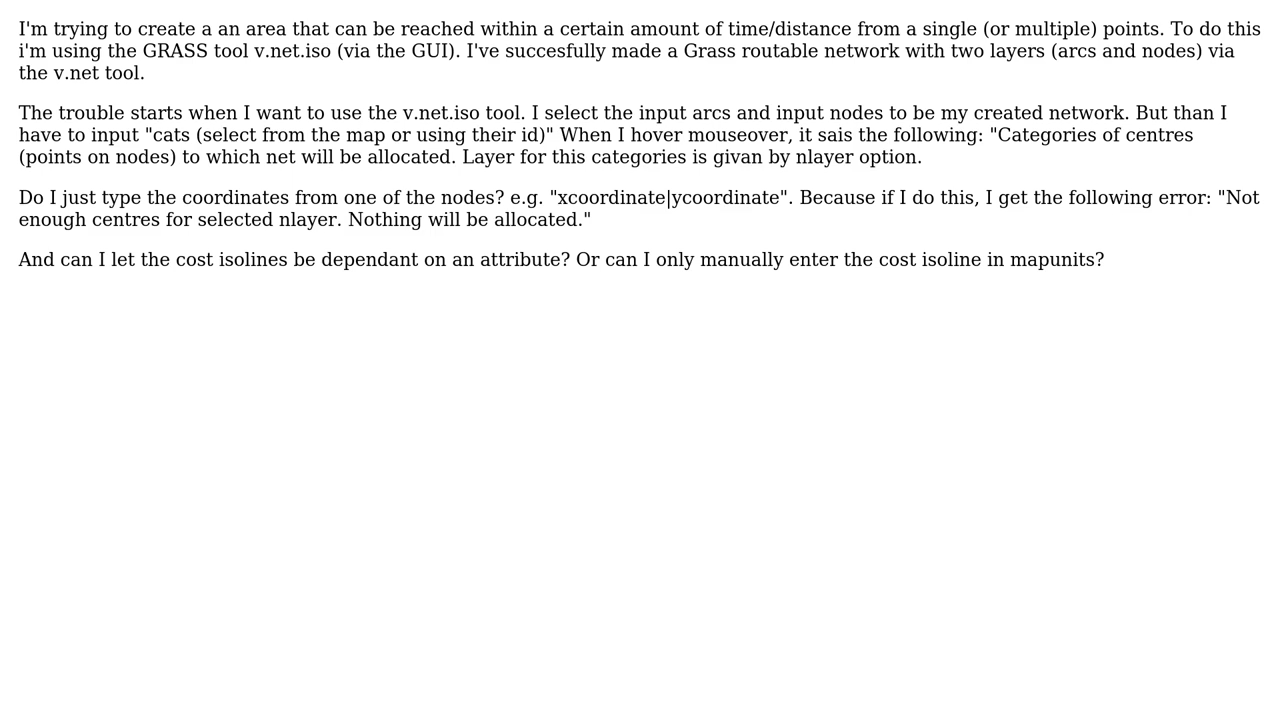 I'm trying to create a an area that can be reached within a certain amount of time/distance from a single (or multiple) points. To do this
i'm using the GRASS tool v.net.iso (via the GUI). I've succesfully made a Grass routable network with two layers (arcs and nodes) via
the v.net tool.
The trouble starts when I want to use the v.net.iso tool. I select the input arcs and input nodes to be my created network. But than I
have to input "cats (select from the map or using their id)" When I hover mouseover, it sais the following: "Categories of centres
(points on nodes) to which net will be allocated. Layer for this categories is givan by nlayer option.
Do I just type the coordinates from one of the nodes? e.g. "xcoordinate|ycoordinate". Because if I do this, I get the following error: "Not
enough centres for selected nlayer. Nothing will be allocated."
And can I let the cost isolines be dependant on an attribute? Or can I only manually enter the cost isoline in mapunits?